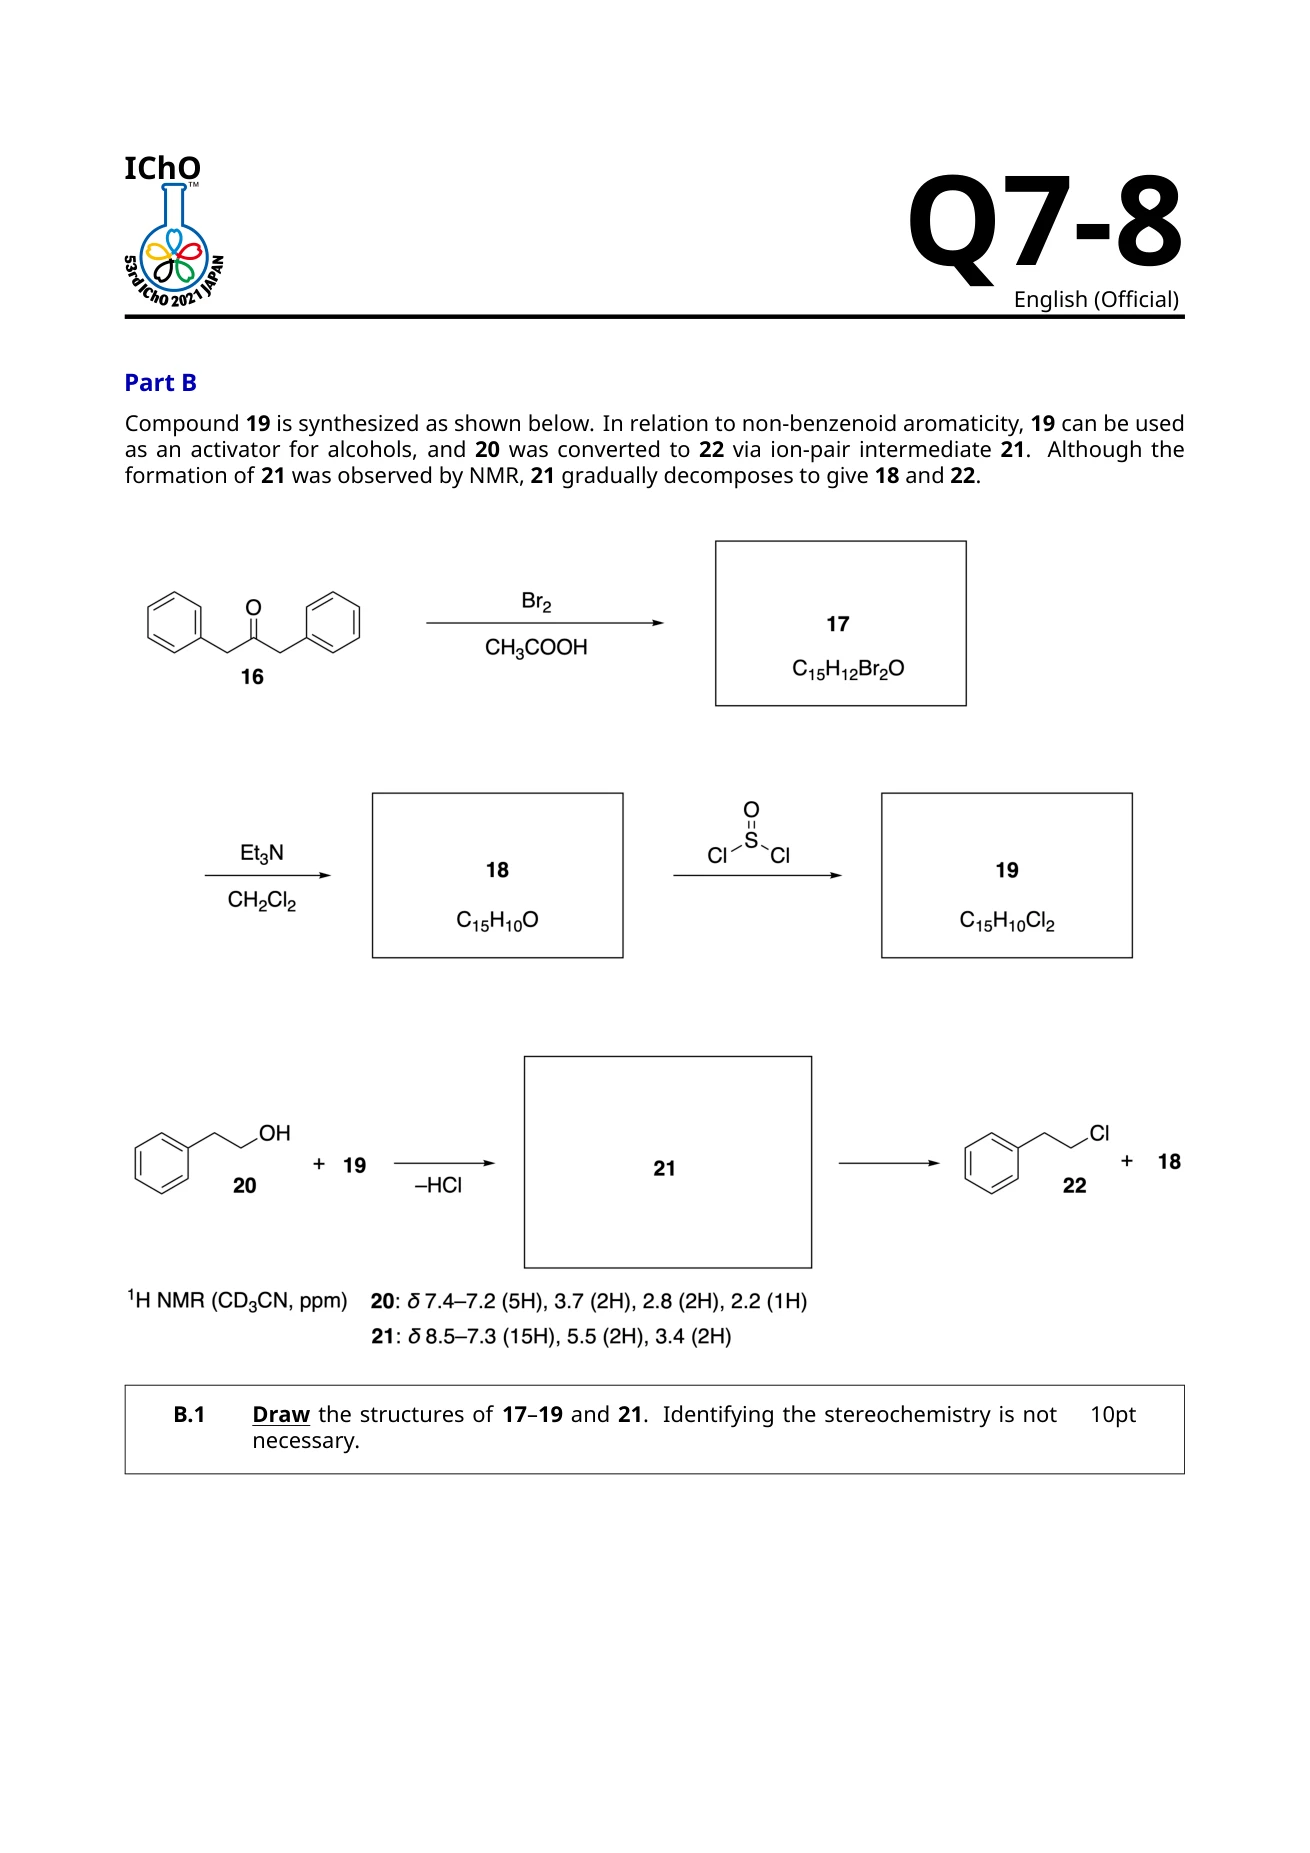 IChO
TM
53rd IChO 2021 JAPAN
Q7-8
English (Official)
Part B
Compound 19 is synthesized as shown below. In relation to non-benzenoid aromaticity, 19 can be used
as an activator for alcohols, and 20 was converted to 22 via ion-pair intermediate 21. Although the
formation of 21 was observed by NMR, 21 gradually decomposes to give 18 and 22.
O
16
Br2
CH3COOH
17
C15H12Br2O
Et3N
CH2Cl2
18
C15H10O
O
S
Cl Cl
19
C15H10Cl2
OH
20
+ 19
–HCl
21
Cl
22
+ 18
1H NMR (CD3CN, ppm) 20: δ 7.4–7.2 (5H), 3.7 (2H), 2.8 (2H), 2.2 (1H)
21: δ 8.5–7.3 (15H), 5.5 (2H), 3.4 (2H)
B.1 Draw the structures of 17–19 and 21. Identifying the stereochemistry is not 10pt
necessary.